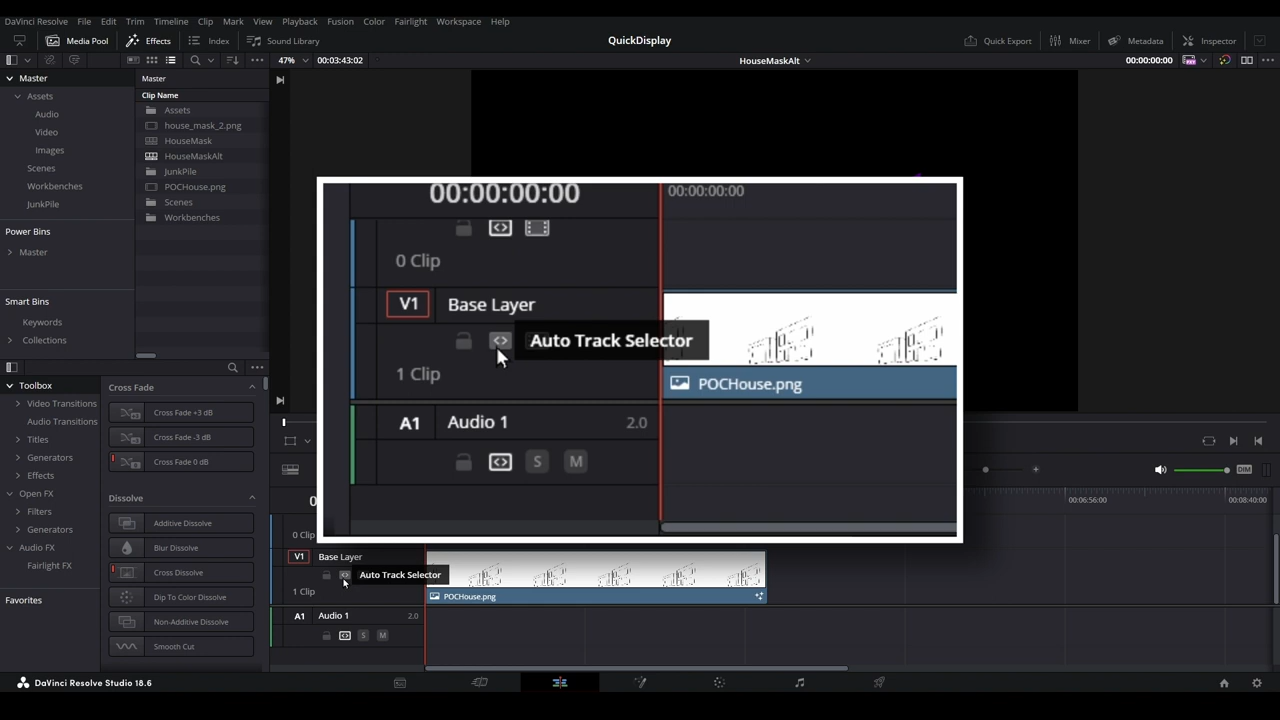 DaVinci Resolve File Edit Trim Timeline Clip Mark View Playback Fusion Color Fairlight Workspace Help
Media Pool Effects Index Sound Library QuickDisplay Quick Export Mixer Metadata Inspector
47% 00:03:43:02 HouseMaskAlt 00:00:00:00
Master
Assets
Audio
Video
Images
Scenes
Workbenches
JunkPile
Power Bins
Master
Smart Bins
Keywords
Collections
Master
Clip Name
Assets
house_mask_2.png
HouseMask
HouseMaskAlt
JunkPile
POCHouse.png
Scenes
Workbenches
00:00:00:00 00:00:00:00
0 Clip
V1 Base Layer
Auto Track Selector
1 Clip
POCHouse.png
A1 Audio 1 2.0
S M
Toolbox
Video Transitions
Audio Transitions
Titles
Generators
Effects
Open FX
Filters
Generators
Audio FX
Fairlight FX
Favorites
Cross Fade
Cross Fade +3 dB
Cross Fade -3 dB
Cross Fade 0 dB
Dissolve
Additive Dissolve
Blur Dissolve
Cross Dissolve
Dip To Color Dissolve
Non-Additive Dissolve
Smooth Cut
DIM
00:06:56:00 00:08:40:00
0 Clip
V1 Base Layer
Auto Track Selector
1 Clip
POCHouse.png
A1 Audio 1 2.0
S M
DaVinci Resolve Studio 18.6